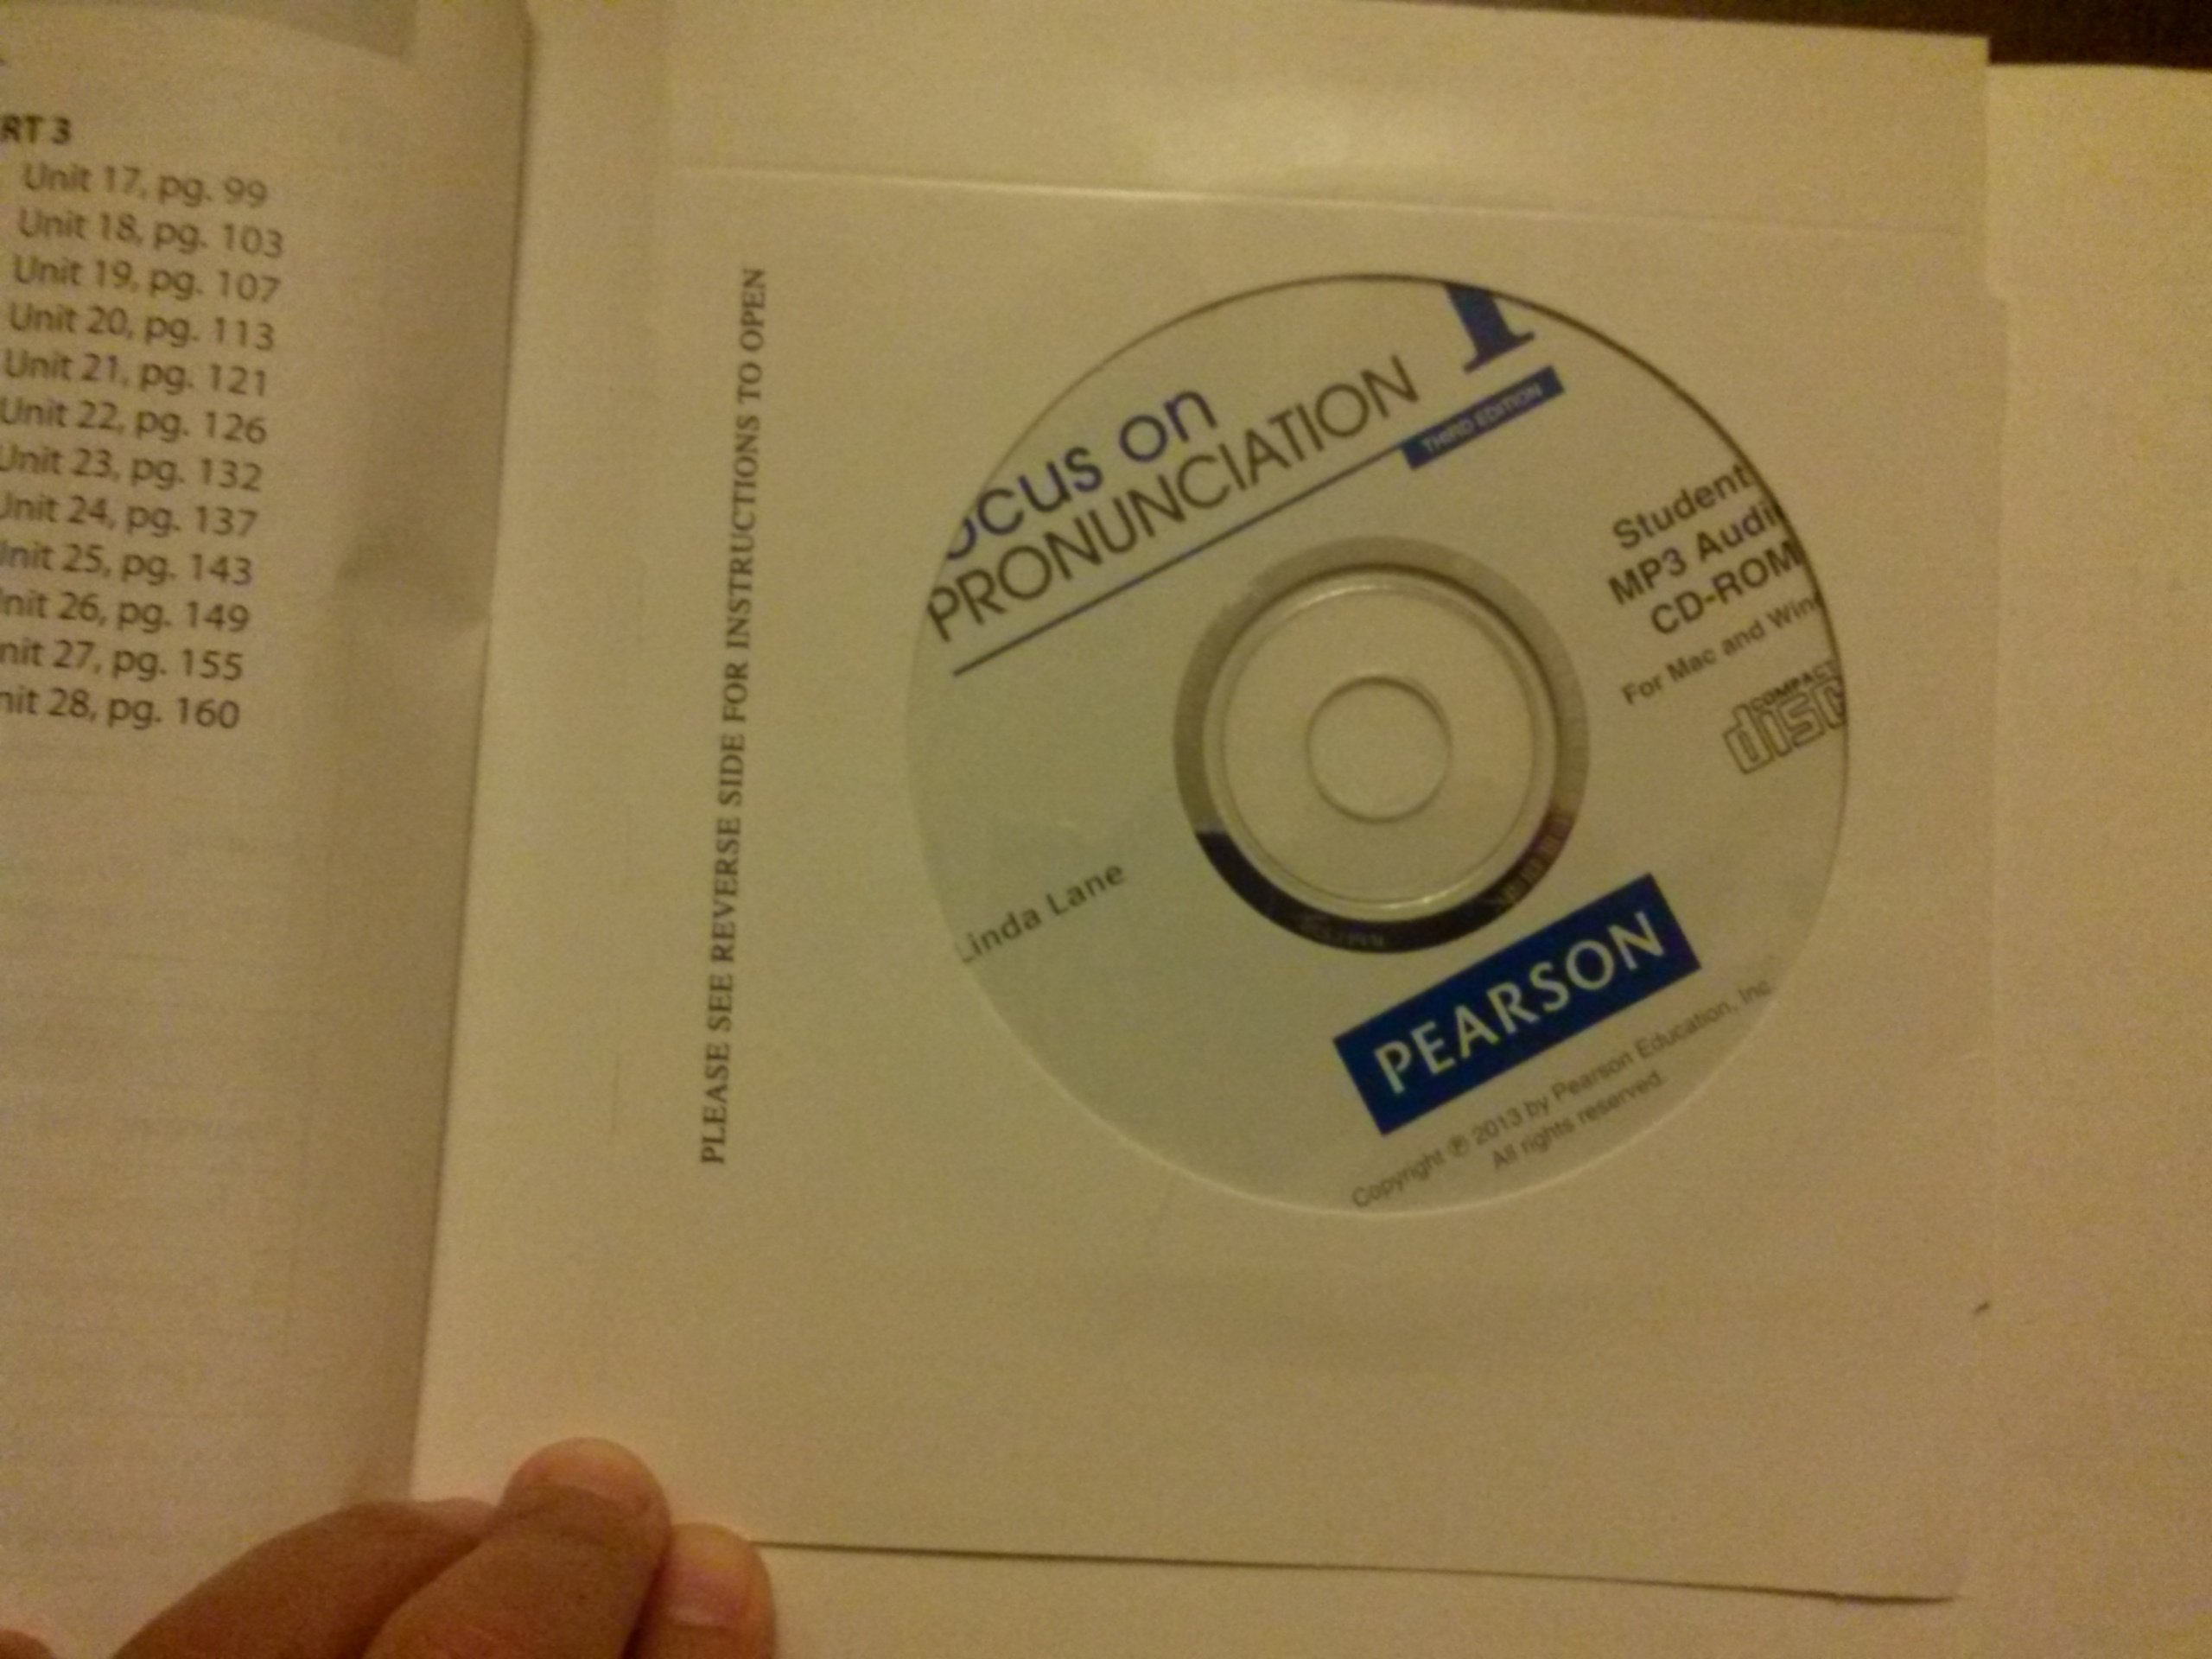 RT 3
Unit 17, pg. 99
Unit 18, pg. 103
Unit 19, pg. 107
Unit 20, pg. 113
Unit 21, pg. 121
Unit 22, pg. 126
Unit 23, pg. 132
Unit 24, pg. 137
nit 25, pg. 143
nit 26, pg. 149
nit 27, pg. 155
nit 28, pg. 160
PLEASE SEE REVERSE SIDE FOR INSTRUCTIONS TO OPEN
ocus on
PRONUNCIATION
THIRD EDITION
Student
MP3 Audi
CD-ROM
For Mac and Win
COMPACT
disc
Linda Lane
PEARSON
Copyright ℗ 2013 by Pearson Education, Inc.
All rights reserved.